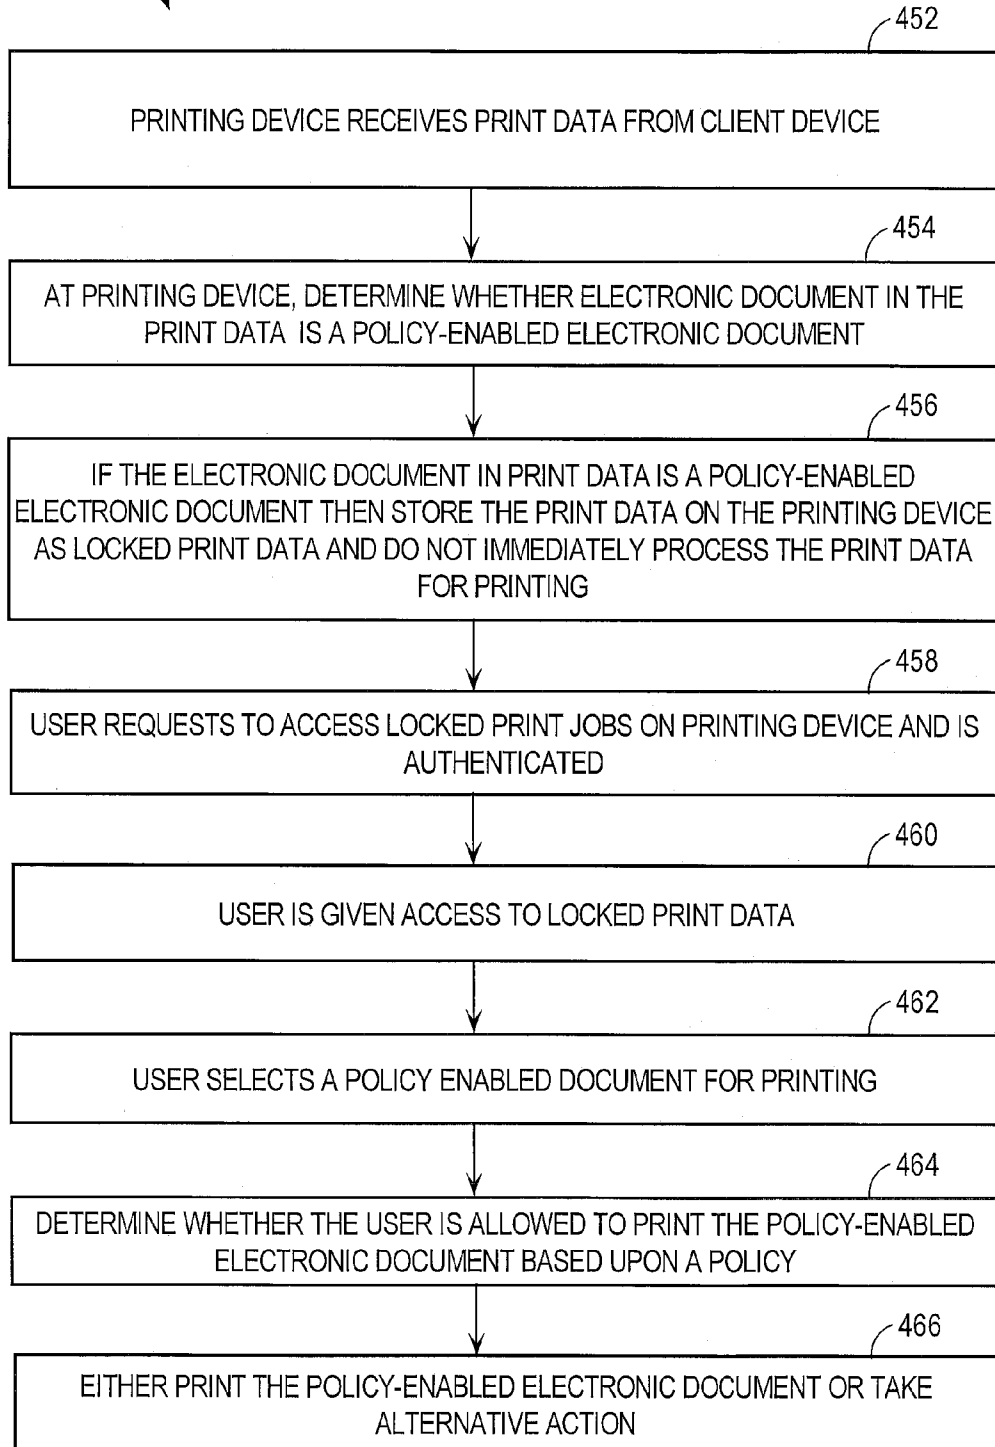 452
PRINTING DEVICE RECEIVES PRINT DATA FROM CLIENT DEVICE
454
AT PRINTING DEVICE, DETERMINE WHETHER ELECTRONIC DOCUMENT IN THE
PRINT DATA IS A POLICY-ENABLED ELECTRONIC DOCUMENT
456
IF THE ELECTRONIC DOCUMENT IN PRINT DATA IS A POLICY-ENABLED
ELECTRONIC DOCUMENT THEN STORE THE PRINT DATA ON THE PRINTING DEVICE
AS LOCKED PRINT DATA AND DO NOT IMMEDIATELY PROCESS THE PRINT DATA
FOR PRINTING
458
USER REQUESTS TO ACCESS LOCKED PRINT JOBS ON PRINTING DEVICE AND IS
AUTHENTICATED
460
USER IS GIVEN ACCESS TO LOCKED PRINT DATA
462
USER SELECTS A POLICY ENABLED DOCUMENT FOR PRINTING
464
DETERMINE WHETHER THE USER IS ALLOWED TO PRINT THE POLICY-ENABLED
ELECTRONIC DOCUMENT BASED UPON A POLICY
466
EITHER PRINT THE POLICY-ENABLED ELECTRONIC DOCUMENT OR TAKE
ALTERNATIVE ACTION